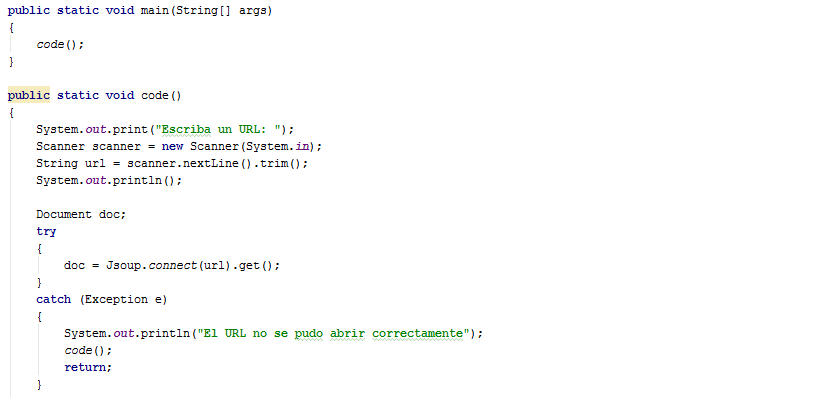 public static void main(String[] args)
{
code();
}
public static void code()
{
System.out.print("Escriba un URL: ");
Scanner scanner = new Scanner(System.in);
String url = scanner.nextLine().trim();
System.out.println();
Document doc;
try
{
doc = Jsoup.connect(url).get();
}
catch (Exception e)
{
System.out.println("El URL no se pudo abrir correctamente");
code();
return;
}